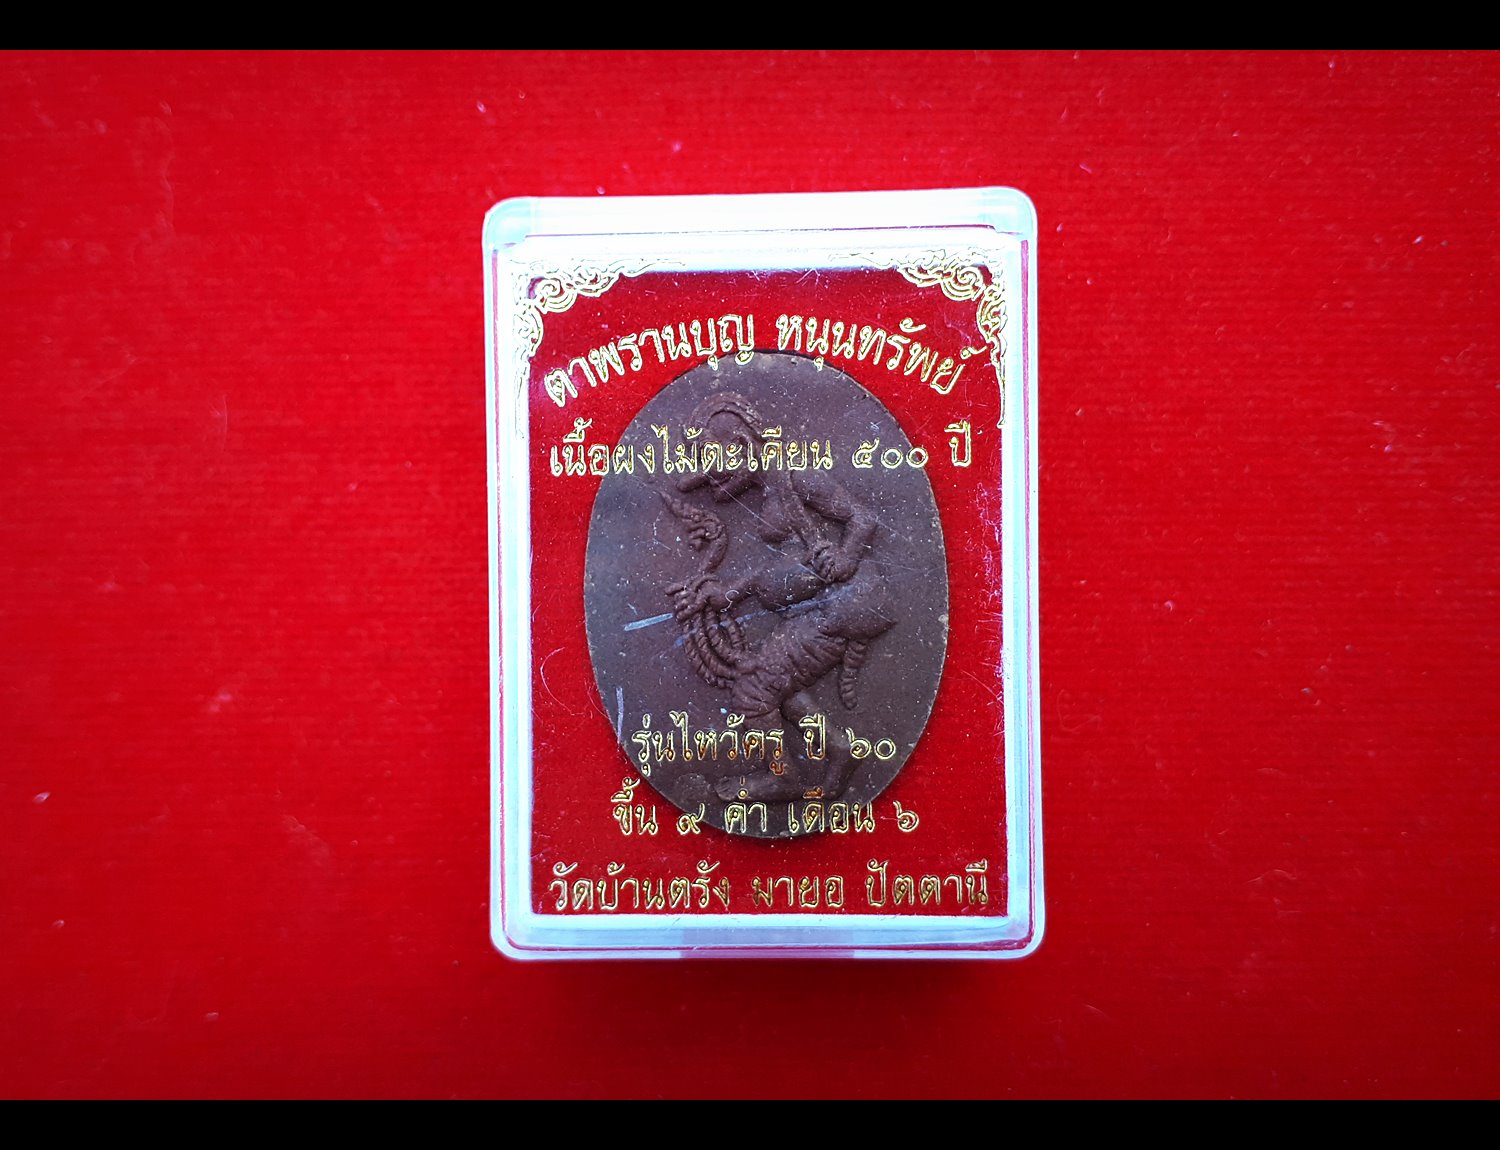 ตาพรานบุญ หนุนทรัพย์
เนื้อผงไม้ตะเคียน ๕๐๐ ปี
รุ่นไหว้ครู ปี ๖๐
ขึ้น ๙ ค่ำ เดือน ๖
วัดบ้านตรัง มายอ ปัตตานี